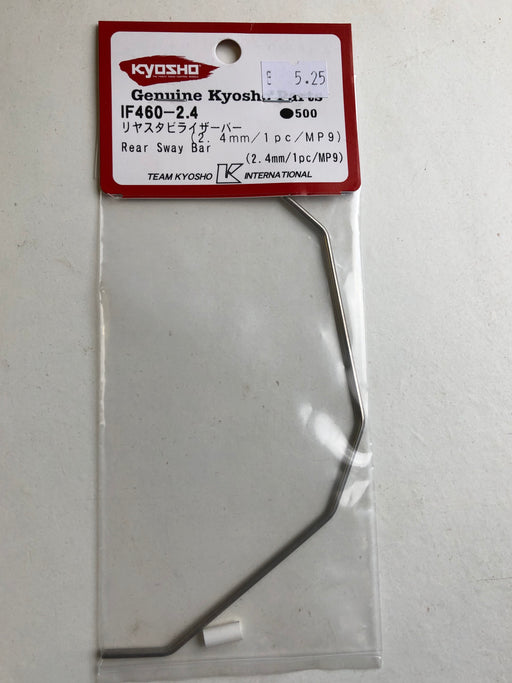 KYOSHO
5.25
Genuine Kyosho Parts
IF460-2.4 ●500
リヤスタビライザーバー
(2.4mm/1pc/MP9)
Rear Sway Bar
(2.4mm/1pc/MP9)
TEAM KYOSHO K INTERNATIONAL